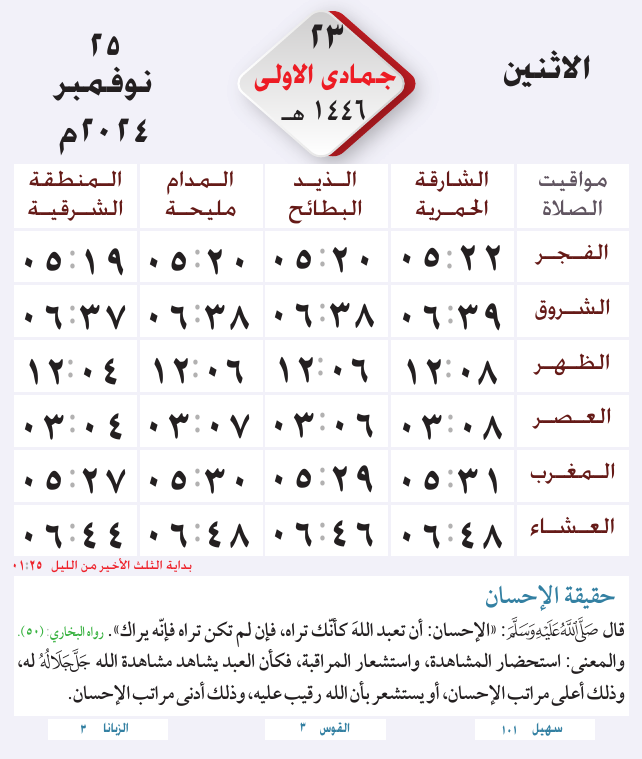 الاثنين
٢٣
جمادى الاولى
١٤٤٦ هـ
٢٥
نوفمبر
٢٠٢٤م
مواقيت الصلاة | الشارقة الحمرية | الذيد البطائح | المدام مليحة | المنطقة الشرقية
الفجر ٠٥:٢٢ ٠٥:٢٠ ٠٥:٢٠ ٠٥:١٩
الشروق ٠٦:٣٩ ٠٦:٣٨ ٠٦:٣٨ ٠٦:٣٧
الظهر ١٢:٠٨ ١٢:٠٦ ١٢:٠٦ ١٢:٠٤
العصر ٠٣:٠٨ ٠٣:٠٦ ٠٣:٠٧ ٠٣:٠٤
المغرب ٠٥:٣١ ٠٥:٢٩ ٠٥:٣٠ ٠٥:٢٧
العشاء ٠٦:٤٨ ٠٦:٤٦ ٠٦:٤٨ ٠٦:٤٤
بداية الثلث الأخير من الليل ٠١:٢٥
حقيقة الإحسان
قال صَلَّى اللَّهُ عَلَيْهِ وَسَلَّمَ: «الإحسان: أن تعبد اللهَ كأنّك تراه، فإن لم تكن تراه فإنّه يراك». رواه البخاري: (٥٠).
والمعنى: استحضار المشاهدة، واستشعار المراقبة، فكأن العبد يشاهد مشاهدة الله جَلَّ جَلَالُهُ له،
وذلك أعلى مراتب الإحسان، أو يستشعر بأن الله رقيب عليه، وذلك أدنى مراتب الإحسان.
سهيل ١٠١
القوس ٣
الزبانا ٣